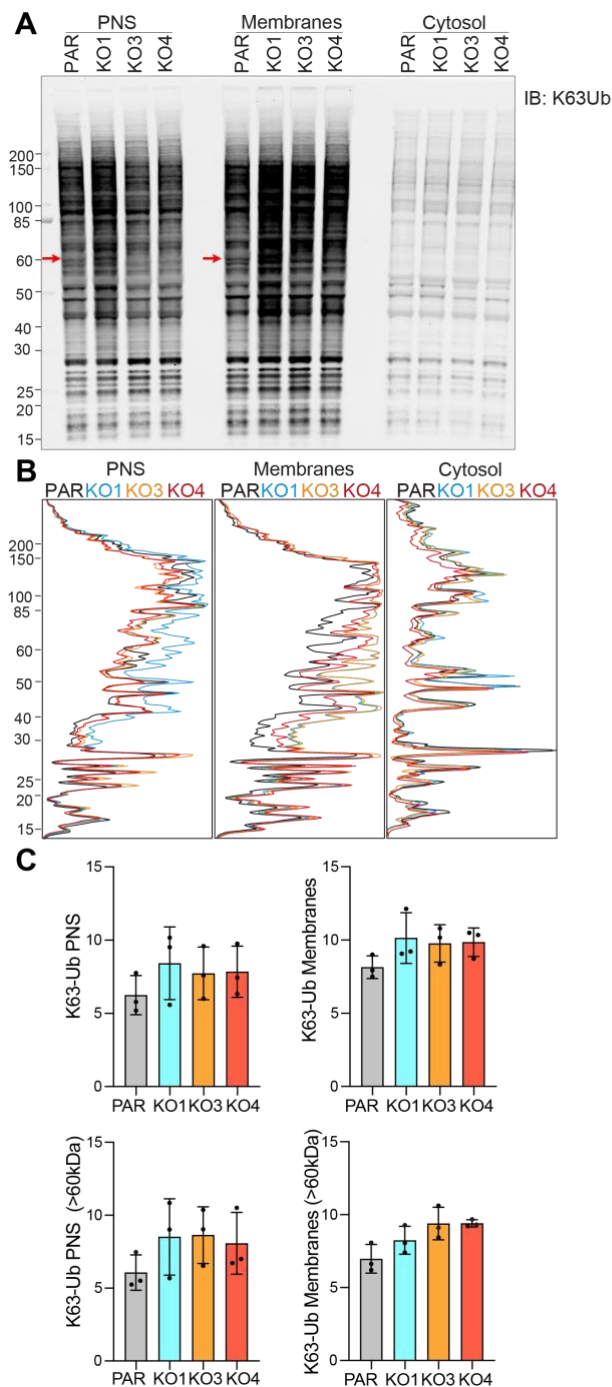 A
PNS Membranes Cytosol
PAR KO1 KO3 KO4 PAR KO1 KO3 KO4 PAR KO1 KO3 KO4
IB: K63Ub
200
150
100
85
60
50
40
30
25
20
15
B
PNS Membranes Cytosol
PAR KO1 KO3 KO4 PAR KO1 KO3 KO4 PAR KO1 KO3 KO4
200
150
100
85
60
50
40
30
25
20
15
C
K63-Ub PNS
15
10
5
0
PAR KO1 KO3 KO4
K63-Ub Membranes
15
10
5
0
PAR KO1 KO3 KO4
K63-Ub PNS (>60kDa)
15
10
5
0
PAR KO1 KO3 KO4
K63-Ub Membranes (>60kDa)
15
10
5
0
PAR KO1 KO3 KO4